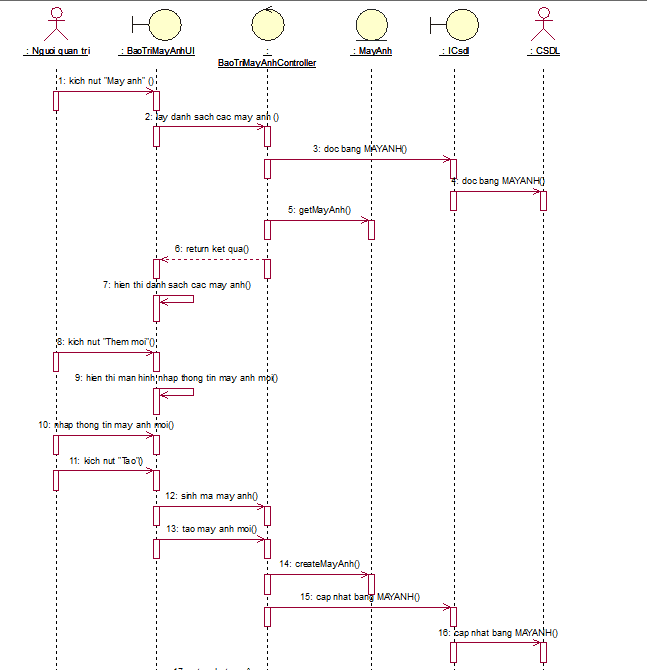 : Nguoi quan tri
: BaoTriMayAnhUI
:
BaoTriMayAnhController
: MayAnh
: ICsdl
: CSDL
1: kich nut "May anh" ()
2: lay danh sach cac may anh ()
3: doc bang MAYANH()
4: doc bang MAYANH()
5: getMayAnh()
6: return ket qua()
7: hien thi danh sach cac may anh()
8: kich nut "Them moi"()
9: hien thi man hinh nhap thong tin may anh moi()
10: nhap thong tin may anh moi()
11: kich nut "Tao"()
12: sinh ma may anh()
13: tao may anh moi()
14: createMayAnh()
15: cap nhat bang MAYANH()
16: cap nhat bang MAYANH()